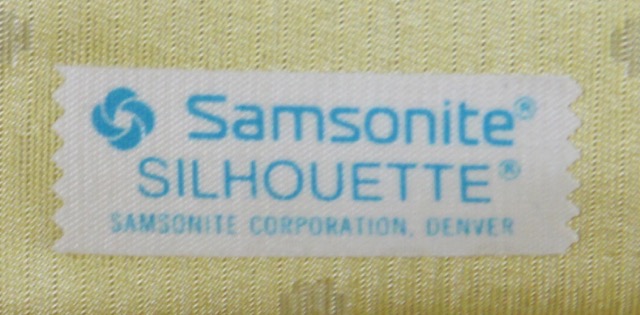 Samsonite®
SILHOUETTE®
SAMSONITE CORPORATION, DENVER